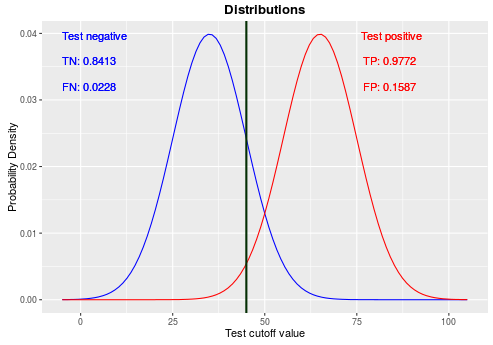 Distributions
Test negative
TN: 0.8413
FN: 0.0228
Test positive
TP: 0.9772
FP: 0.1587
Probability Density
0.04
0.03
0.02
0.01
0.00
0 25 50 75 100
Test cutoff value